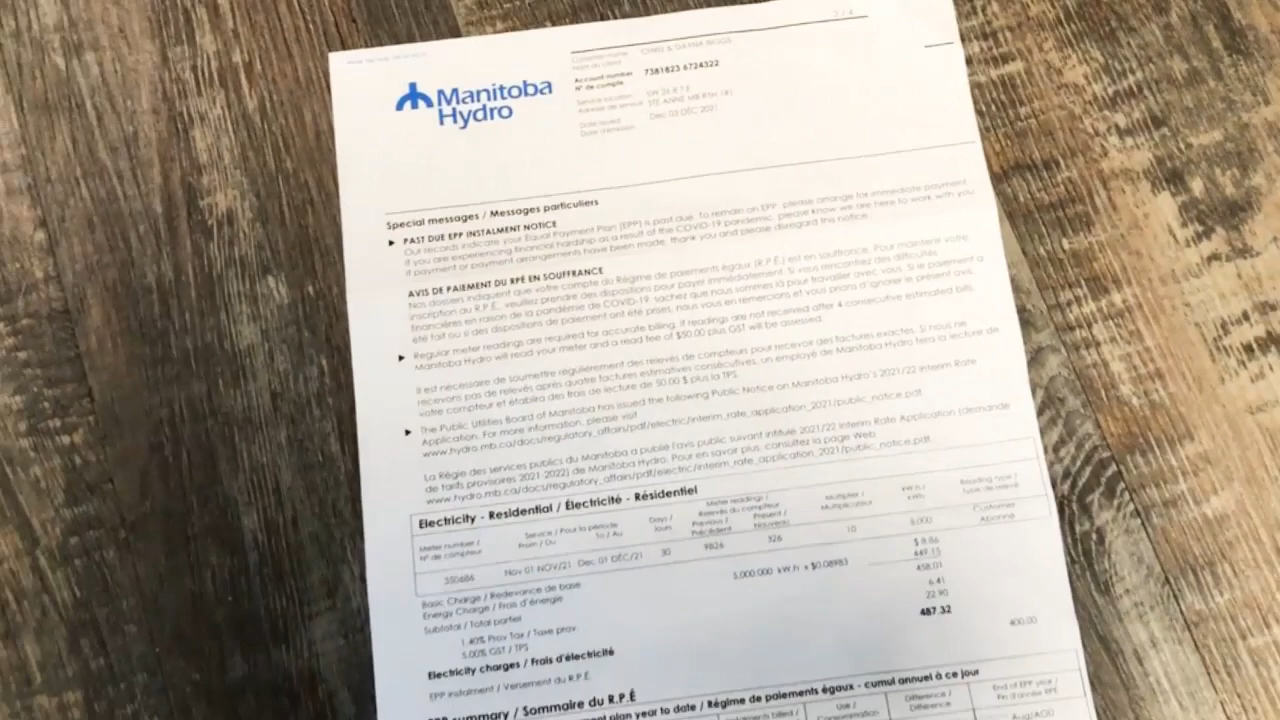 2 / 4
Manitoba
Hydro
Customer name
Nom du client
Account number 7381823 6724322
N° de compte
Service location
Adresse de service STE ANNE MB R5H 1R1
Date issued Dec 03 DEC 2021
Date d'émission
Special messages / Messages particuliers
PAST DUE EPP INSTALMENT NOTICE
Our records indicate your Equal Payment Plan (EPP) is past due. To remain on EPP, please arrange for immediate payment.
If you are experiencing financial hardship as a result of the COVID-19 pandemic, please know we are here to work with you.
If payment or payment arrangements have been made, thank you and please disregard this notice.
AVIS DE PAIEMENT DU RPÉ EN SOUFFRANCE
Nos dossiers indiquent que votre compte du Régime de paiements égaux (R.P.É.) est en souffrance. Pour maintenir votre
inscription au R.P.É., veuillez prendre des dispositions pour payer immédiatement. Si vous rencontrez des difficultés
financières en raison de la pandémie de COVID-19, sachez que nous sommes là pour travailler avec vous. Si le paiement a
été fait ou si des dispositions de paiement ont été prises, nous vous en remercions et vous prions d'ignorer le présent avis.
Regular meter readings are required for accurate billing. If readings are not received after 4 consecutive estimated bills,
Manitoba Hydro will read your meter and a read fee of $50.00 plus GST will be assessed.
Il est nécessaire de soumettre régulièrement des relevés de compteurs pour recevoir des factures exactes. Si nous ne
recevons pas de relevés après quatre factures estimatives consécutives, un employé de Manitoba Hydro fera la lecture de
votre compteur et établira des frais de lecture de 50.00 $ plus la TPS.
The Public Utilities Board of Manitoba has issued the following Public Notice on Manitoba Hydro's 2021/22 Interim Rate
Application. For more information, please visit
www.hydro.mb.ca/docs/regulatory_affairs/pdf/electric/interim_rate_application_2021/public_notice.pdf.
La Régie des services publics du Manitoba a publié l'avis public suivant intitulé 2021/22 Interim Rate Application (demande
de tarifs provisoires 2021-2022) de Manitoba Hydro. Pour en savoir plus, consultez la page Web
www.hydro.mb.ca/docs/regulatory_affairs/pdf/electric/interim_rate_application_2021/public_notice.pdf.
Electricity - Residential / Électricité - Résidentiel
Meter number / N° de compteur
Service / Pour la période From / Du To / Au
Days / Jours
Meter readings / Relevés du compteur Previous / Précédent Present / Nouveau
Multiplier / Multiplicateur
kW.h / kWh
Reading type / Type de relevé
350686 Nov 01 NOV/21 Dec 01 DÉC/21 30 9826 326 10 5,000 Customer Abonné
Basic Charge / Redevance de base $ 8.86
Energy Charge / Frais d'énergie 5,000.000 kW.h x $0.08983 449.15
Subtotal / Total partiel 458.01
1.40% Prov Tax / Taxe prov. 6.41
5.00% GST / TPS 22.90
Electricity charges / Frais d'électricité 487.32
EPP instalment / Versement du R.P.É. 400.00
EPP summary / Sommaire du R.P.É
plan year to date / Régime de paiements égaux - cumul annuel à ce jour
billed /
Use / Consommation
Difference / Différence
End of EPP year / Fin d'année RPÉ
Aug/AOÛ